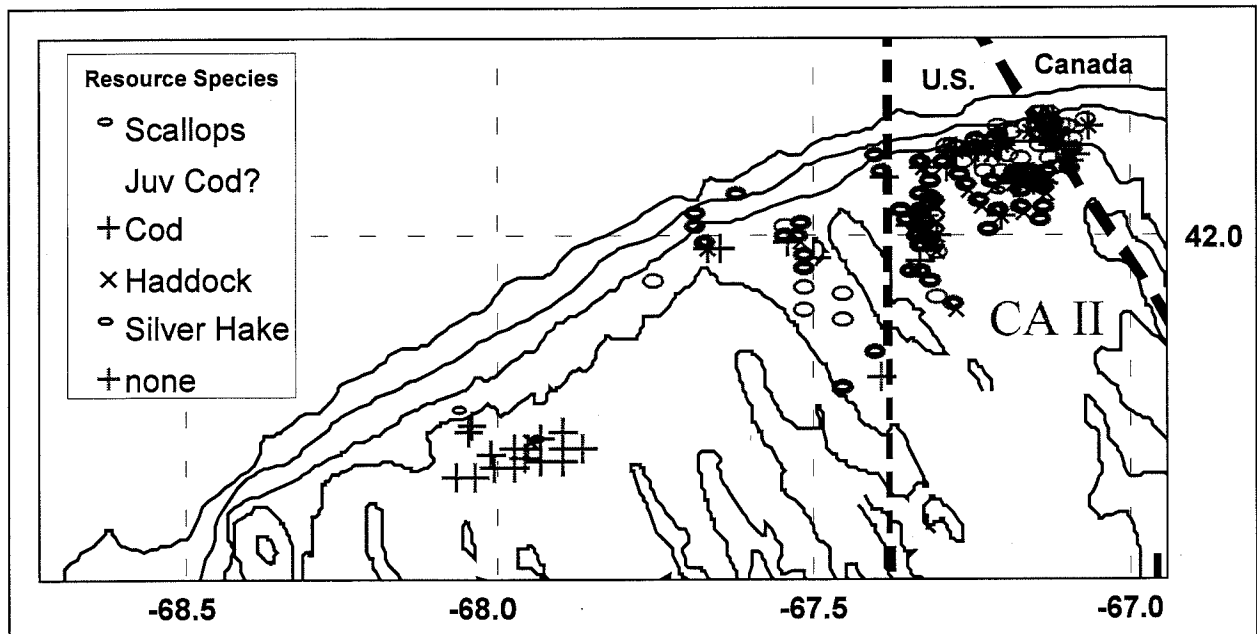 U.S.
Canada
Resource Species
Scallops
Juv Cod?
Cod
Haddock
Silver Hake
none
42.0
CA II
-68.5
-68.0
-67.5
-67.0